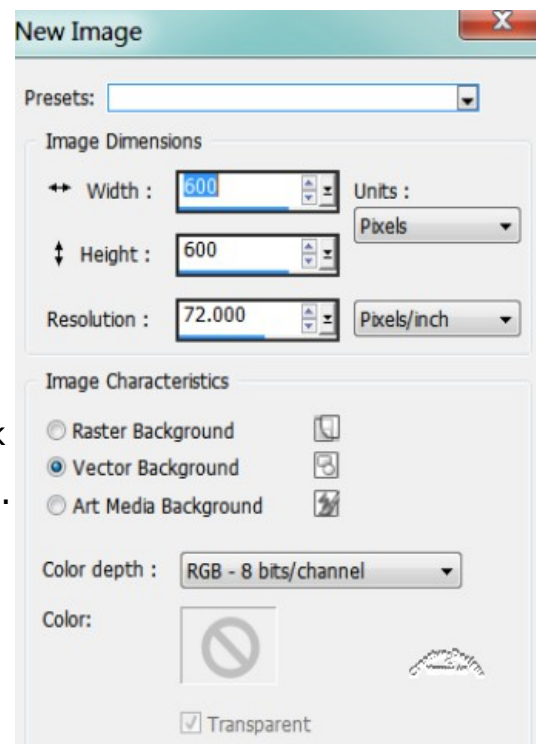 New Image
X
Presets:
Image Dimensions
Width : 600
Units :
Pixels
Height : 600
Resolution : 72.000 Pixels/inch
Image Characteristics
k
Raster Background
Vector Background
.
Art Media Background
Color depth : RGB - 8 bits/channel
Color:
Transparent